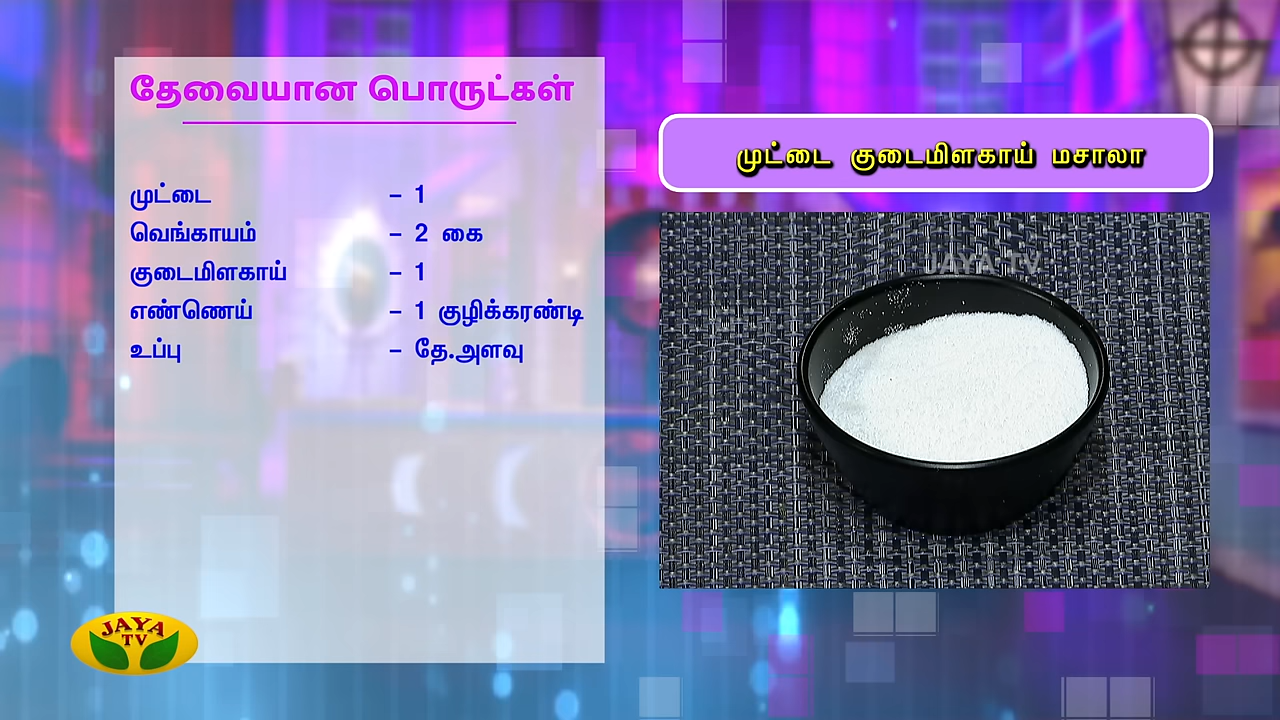 தேவையான பொருட்கள்
முட்டை – 1
வெங்காயம் – 2 கை
குடைமிளகாய் – 1
எண்ணெய் – 1 குழிக்கரண்டி
உப்பு – தே.அளவு
முட்டை குடைமிளகாய் மசாலா
JAYA TV
JAYA
TV